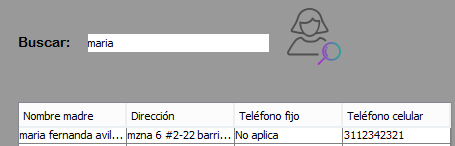 Buscar: maria
Nombre madre Dirección Teléfono fijo Teléfono celular
maria fernanda avil... mzna 6 #2-22 barri... No aplica 3112342321